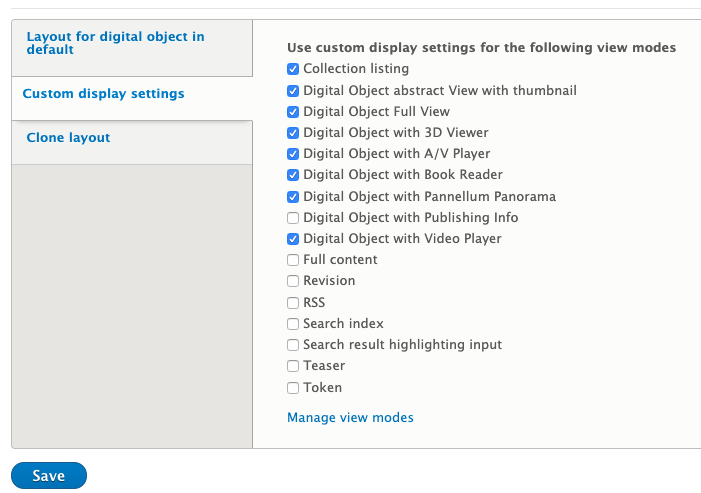 Layout for digital object in
default
Custom display settings
Clone layout
Use custom display settings for the following view modes
Collection listing
Digital Object abstract View with thumbnail
Digital Object Full View
Digital Object with 3D Viewer
Digital Object with A/V Player
Digital Object with Book Reader
Digital Object with Pannellum Panorama
Digital Object with Publishing Info
Digital Object with Video Player
Full content
Revision
RSS
Search index
Search result highlighting input
Teaser
Token
Manage view modes
Save